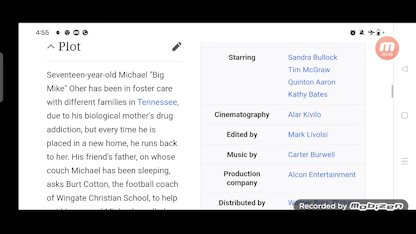 4:55
Plot
Seventeen-year-old Michael "Big
Mike" Oher has been in foster care
with different families in Tennessee,
due to his biological mother's drug
addiction, but every time he is
placed in a new home, he runs back
to her. His friend's father, on whose
couch Michael has been sleeping,
asks Burt Cotton, the football coach
of Wingate Christian School, to help
Starring
Sandra Bullock
Tim McGraw
Quinton Aaron
Kathy Bates
Cinematography
Alar Kivilo
Edited by
Mark Livolsi
Music by
Carter Burwell
Production
company
Alcon Entertainment
Distributed by
Recorded by Mobizen